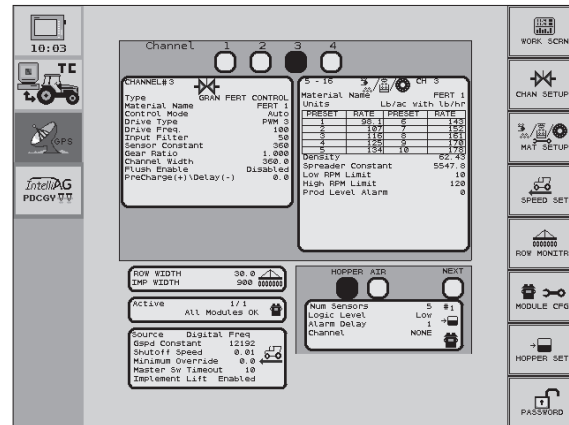 10:03
TC
GPS
IntelliAG
PDCGY
Channel 1 2 3 4
CHANNEL#3
Type GRAN FERT CONTROL
Material Name FERT 1
Control Mode Auto
Drive Type PWM 3
Drive Freq. 100
Input Filter 50
Sensor Constant 360
Gear Ratio 1.000
Channel Width 360.0
Flush Enable Disabled
PreCharge(+)\Delay(-) 0.0
5 - 16 CH 3
Material Name FERT 1
Units Lb/ac with lb/hr
PRESET RATE PRESET RATE
1 98.1 6 143
2 107 7 152
3 116 8 161
4 125 9 170
5 134 10 178
Density 62.43
Spreader Constant 5547.8
Low RPM Limit 10
High RPM Limit 120
Prod Level Alarm 0
ROW WIDTH 30.0
IMP WIDTH 900
Active 1/1
All Modules OK
Source Digital Freq
Gspd Constant 12192
Shutoff Speed 0.01
Minimum Override 0.0
Master Sw Timeout 10
Implement Lift Enabled
HOPPER AIR NEXT
Num Sensors 5 #1
Logic Level Low
Alarm Delay 1
Channel NONE
WORK SCRN
CHAN SETUP
MAT SETUP
SPEED SET
ROW MONITR
MODULE CFG
HOPPER SET
PASSWORD